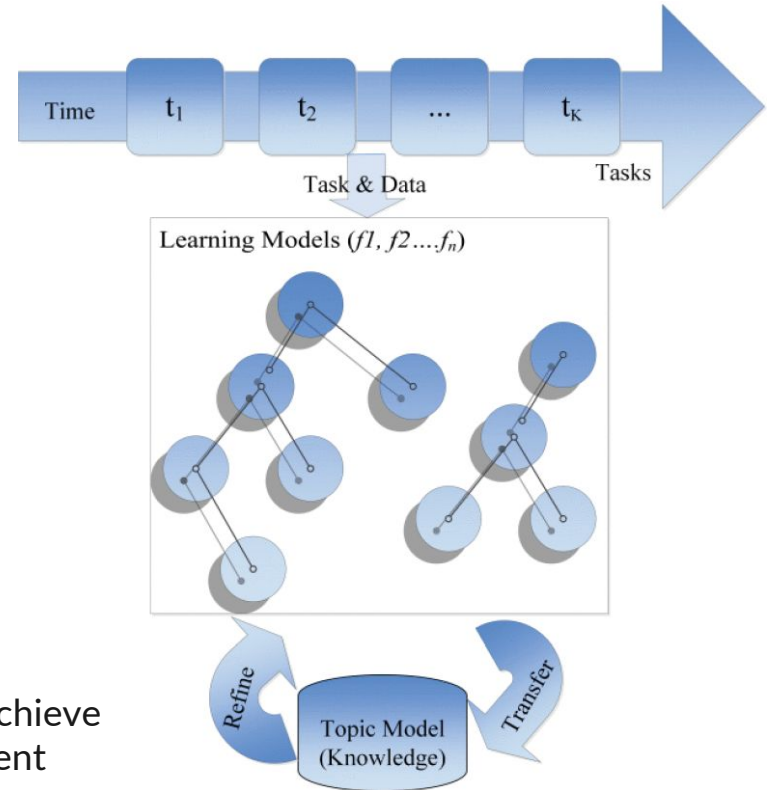 Time
t1
t2
...
tK
Tasks
Task & Data
Learning Models (f1, f2....fn)
Refine
Transfer
Topic Model
(Knowledge)
chieve
ent